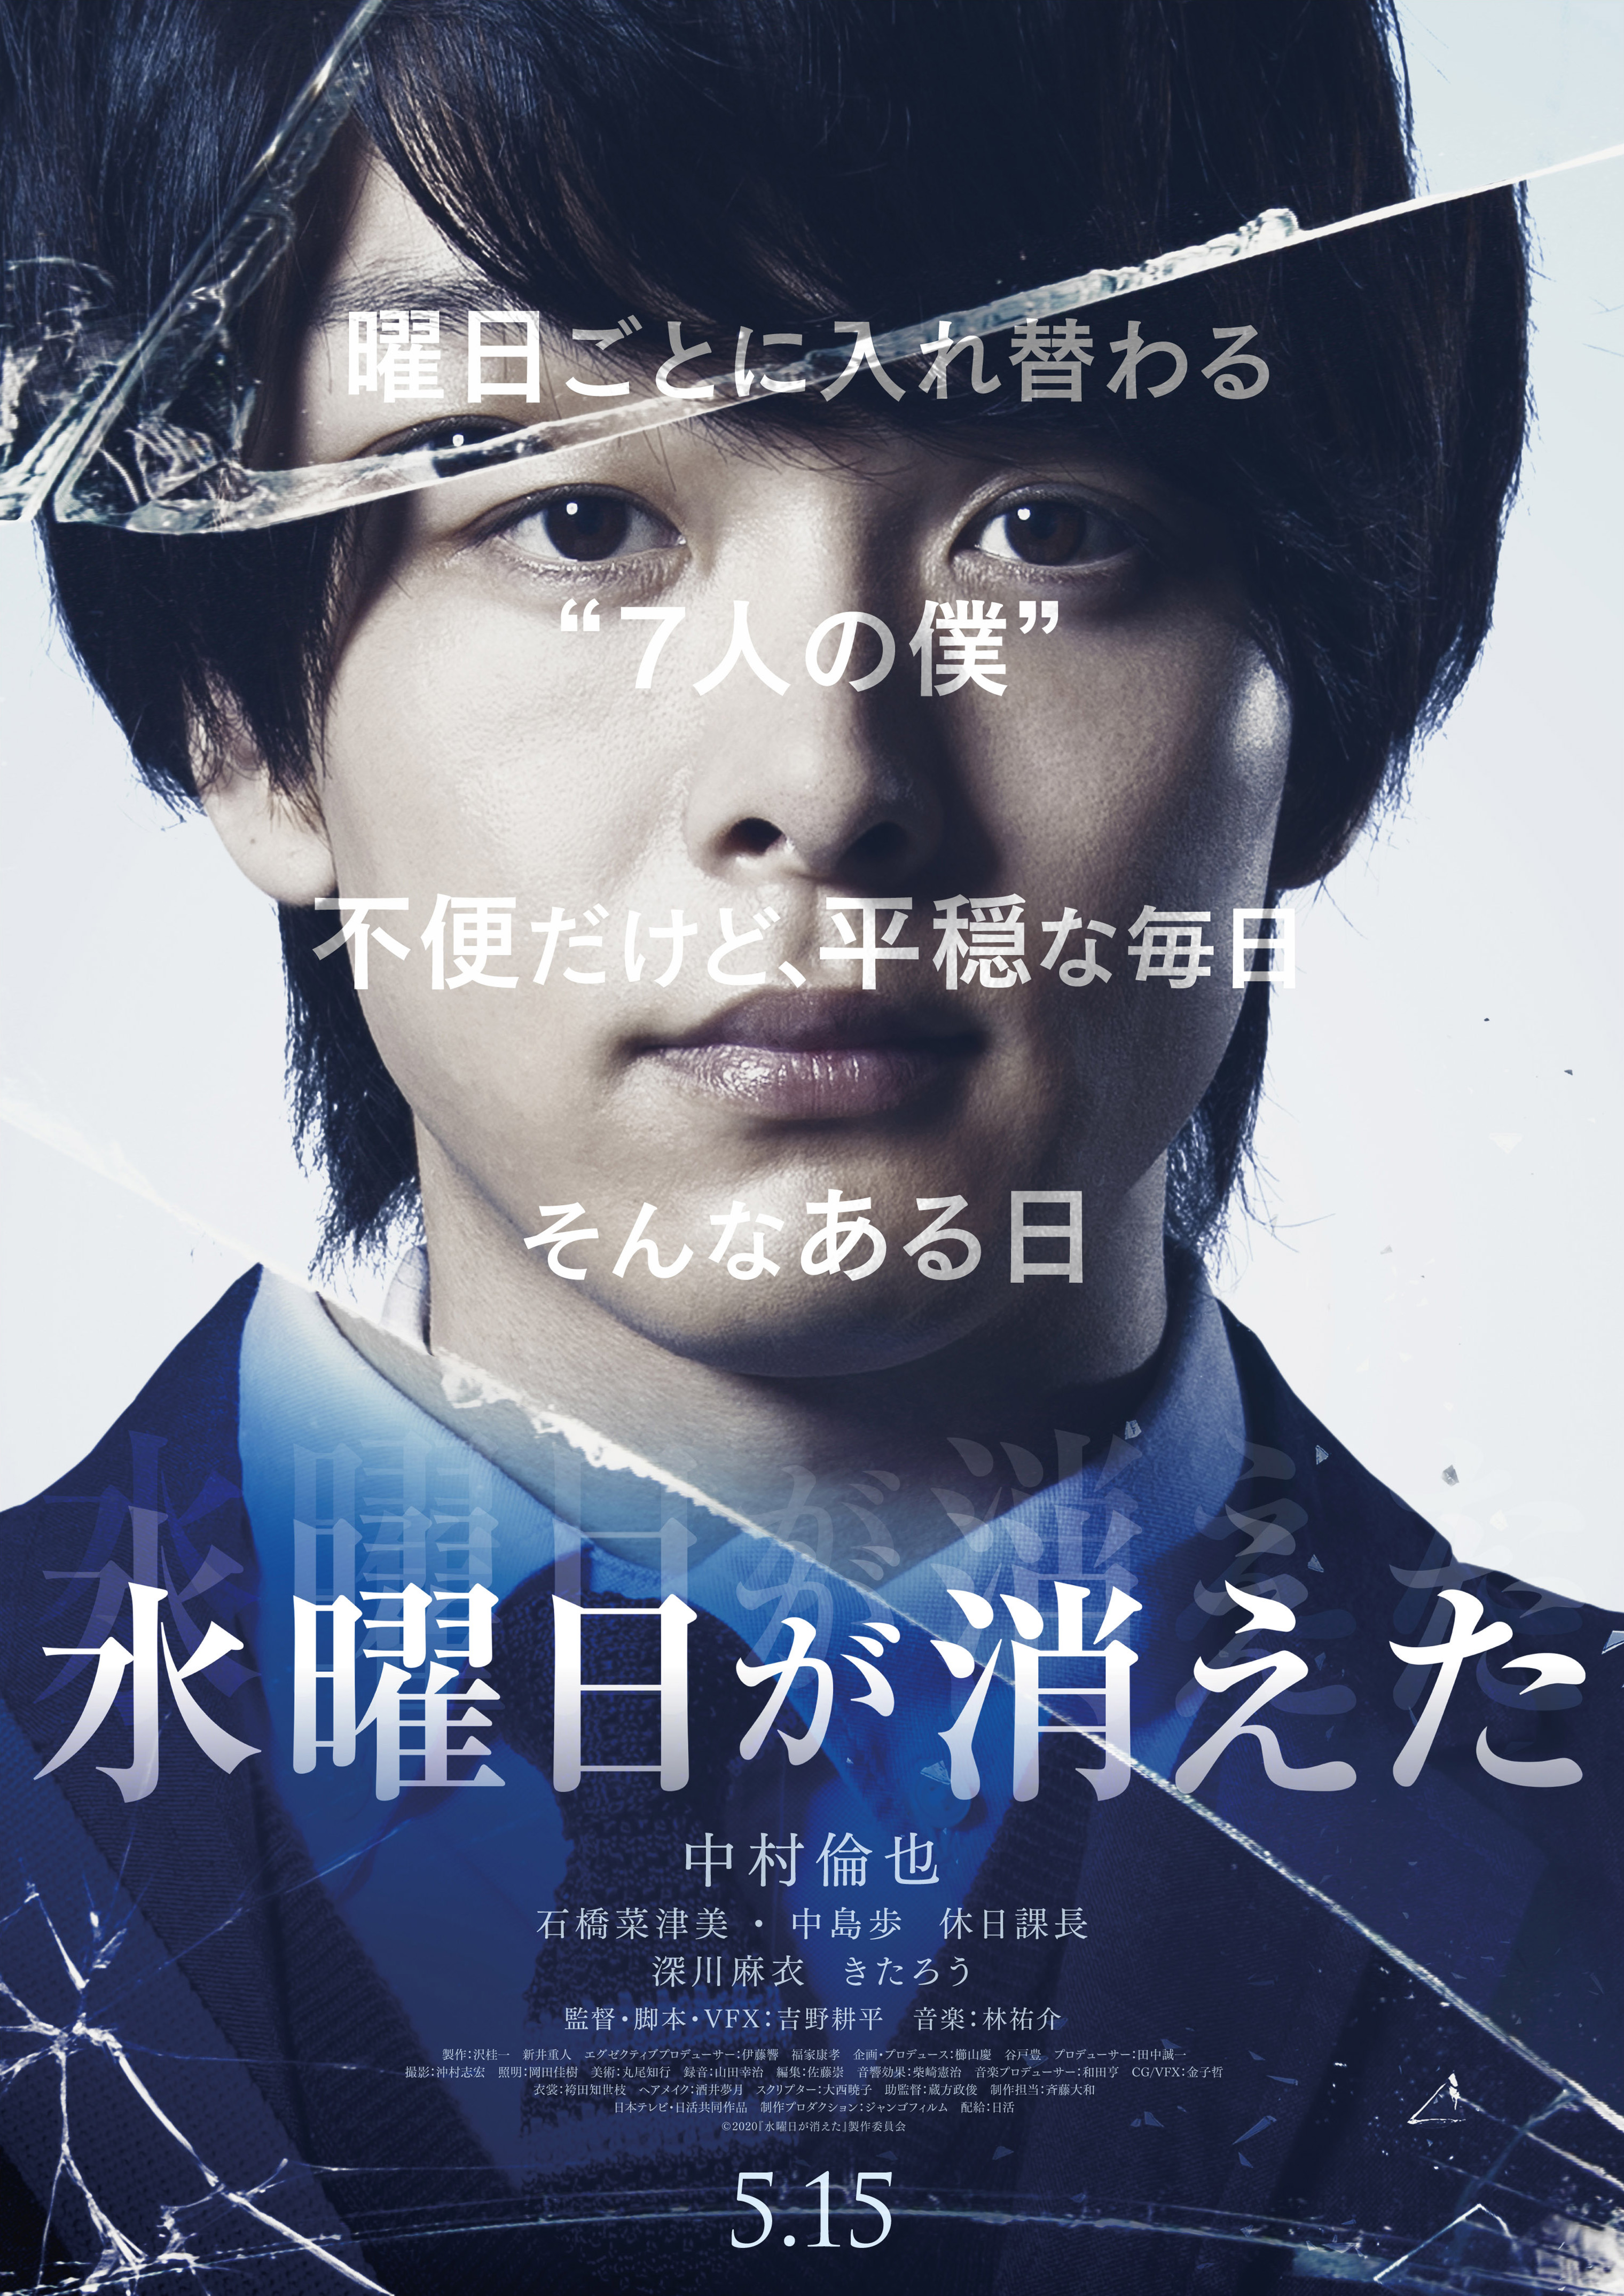 曜日ごとに入れ替わる
“7人の僕”
不便だけど、平穏な毎日
そんなある日
水曜日が消えた
中村倫也
石橋菜津美・中島歩　休日課長
深川麻衣　きたろう
監督・脚本・VFX：吉野耕平　音楽：林祐介
製作：沢桂一　新井重人　エグゼクティブプロデューサー：伊藤響　福家康孝　企画・プロデュース：櫛山慶　谷戸豊　プロデューサー：田中誠一
撮影：沖村志宏　照明：岡田佳樹　美術：丸尾知行　録音：山田幸治　編集：佐藤崇　音響効果：柴崎憲治　音楽プロデューサー：和田亨　CG/VFX：金子哲
衣裳：袴田知世枝　ヘアメイク：酒井夢月　スクリプター：大西暁子　助監督：蔵方政俊　制作担当：斉藤大和
日本テレビ・日活共同作品　制作プロダクション：ジャンゴフィルム　配給：日活
©2020『水曜日が消えた』製作委員会
5.15